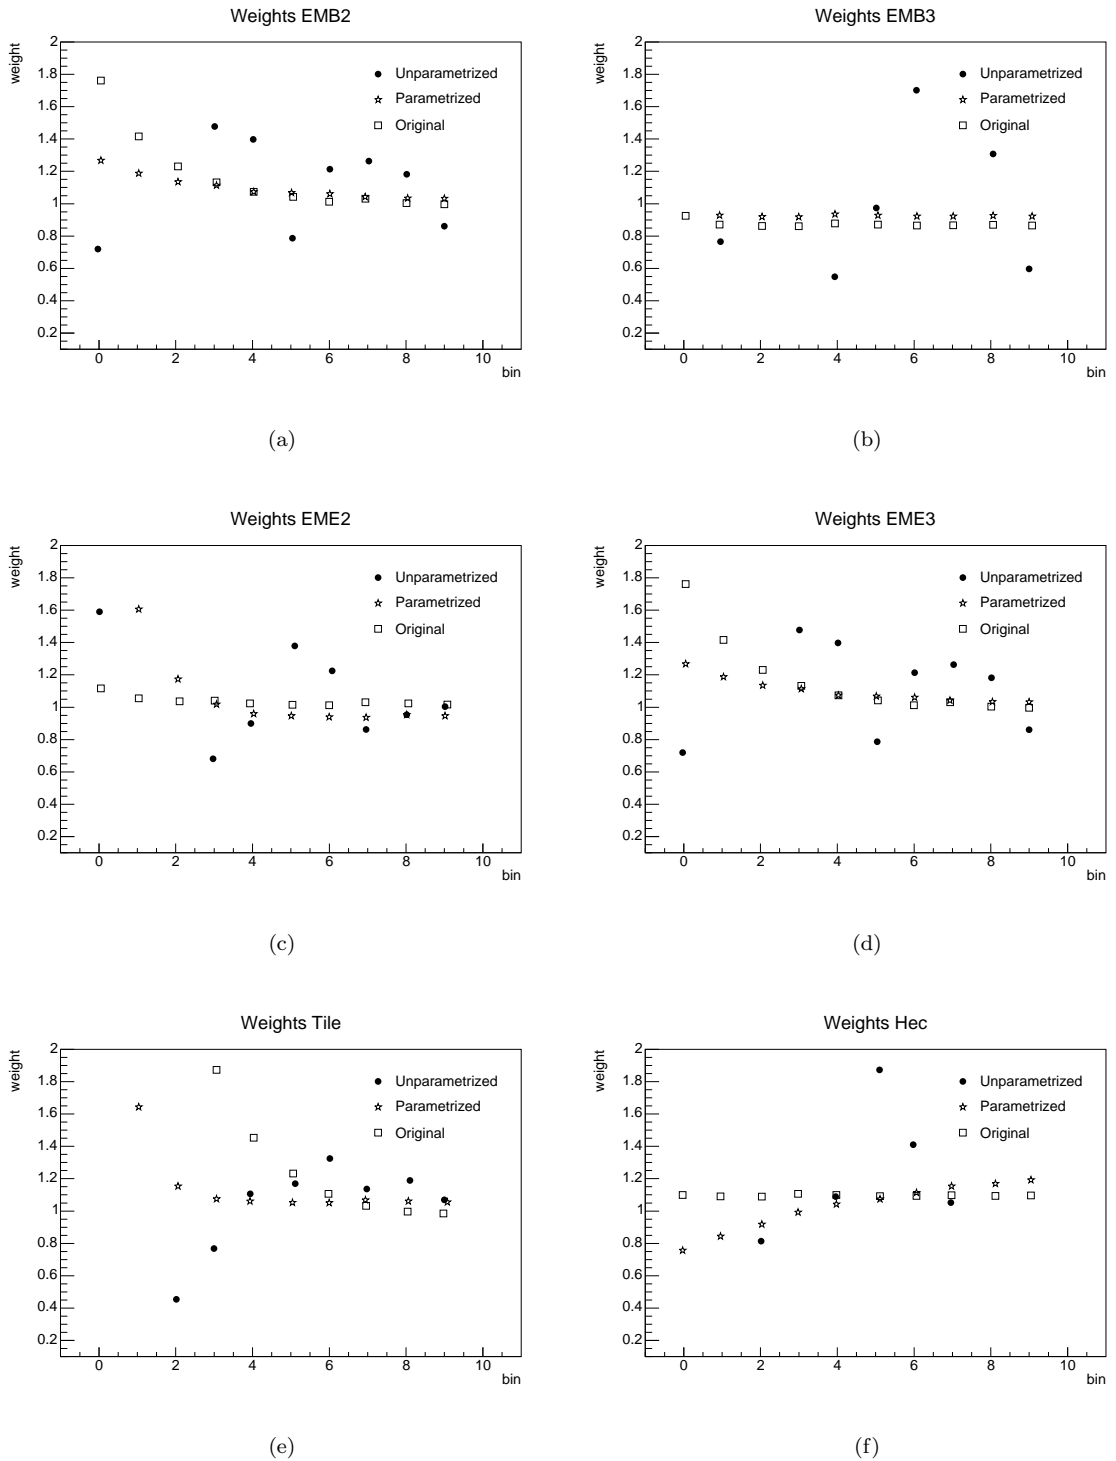 Weights EMB2
weight
2
1.8
1.6
1.4
1.2
1
0.8
0.6
0.4
0.2
Unparametrized
Parametrized
Original
0 2 4 6 8 10
bin
(a)
Weights EMB3
weight
2
1.8
1.6
1.4
1.2
1
0.8
0.6
0.4
0.2
Unparametrized
Parametrized
Original
0 2 4 6 8 10
bin
(b)
Weights EME2
weight
2
1.8
1.6
1.4
1.2
1
0.8
0.6
0.4
0.2
Unparametrized
Parametrized
Original
0 2 4 6 8 10
bin
(c)
Weights EME3
weight
2
1.8
1.6
1.4
1.2
1
0.8
0.6
0.4
0.2
Unparametrized
Parametrized
Original
0 2 4 6 8 10
bin
(d)
Weights Tile
weight
2
1.8
1.6
1.4
1.2
1
0.8
0.6
0.4
0.2
Unparametrized
Parametrized
Original
0 2 4 6 8 10
bin
(e)
Weights Hec
weight
2
1.8
1.6
1.4
1.2
1
0.8
0.6
0.4
0.2
Unparametrized
Parametrized
Original
0 2 4 6 8 10
bin
(f)